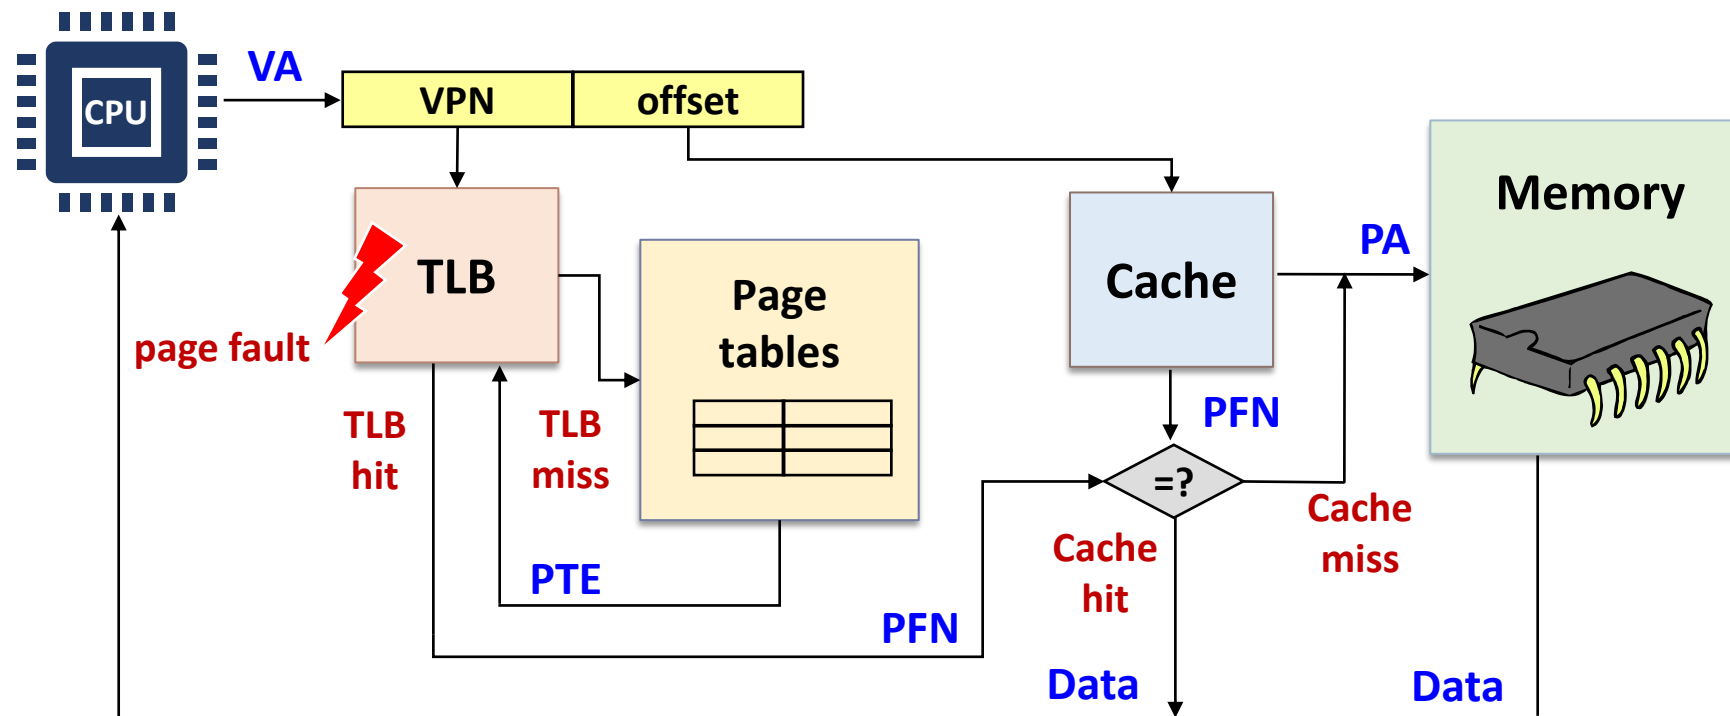 CPU
VA
VPN
offset
TLB
page fault
TLB
hit
TLB
miss
Page
tables
PTE
PFN
Cache
PFN
=?
Cache
hit
Cache
miss
PA
Memory
Data
Data